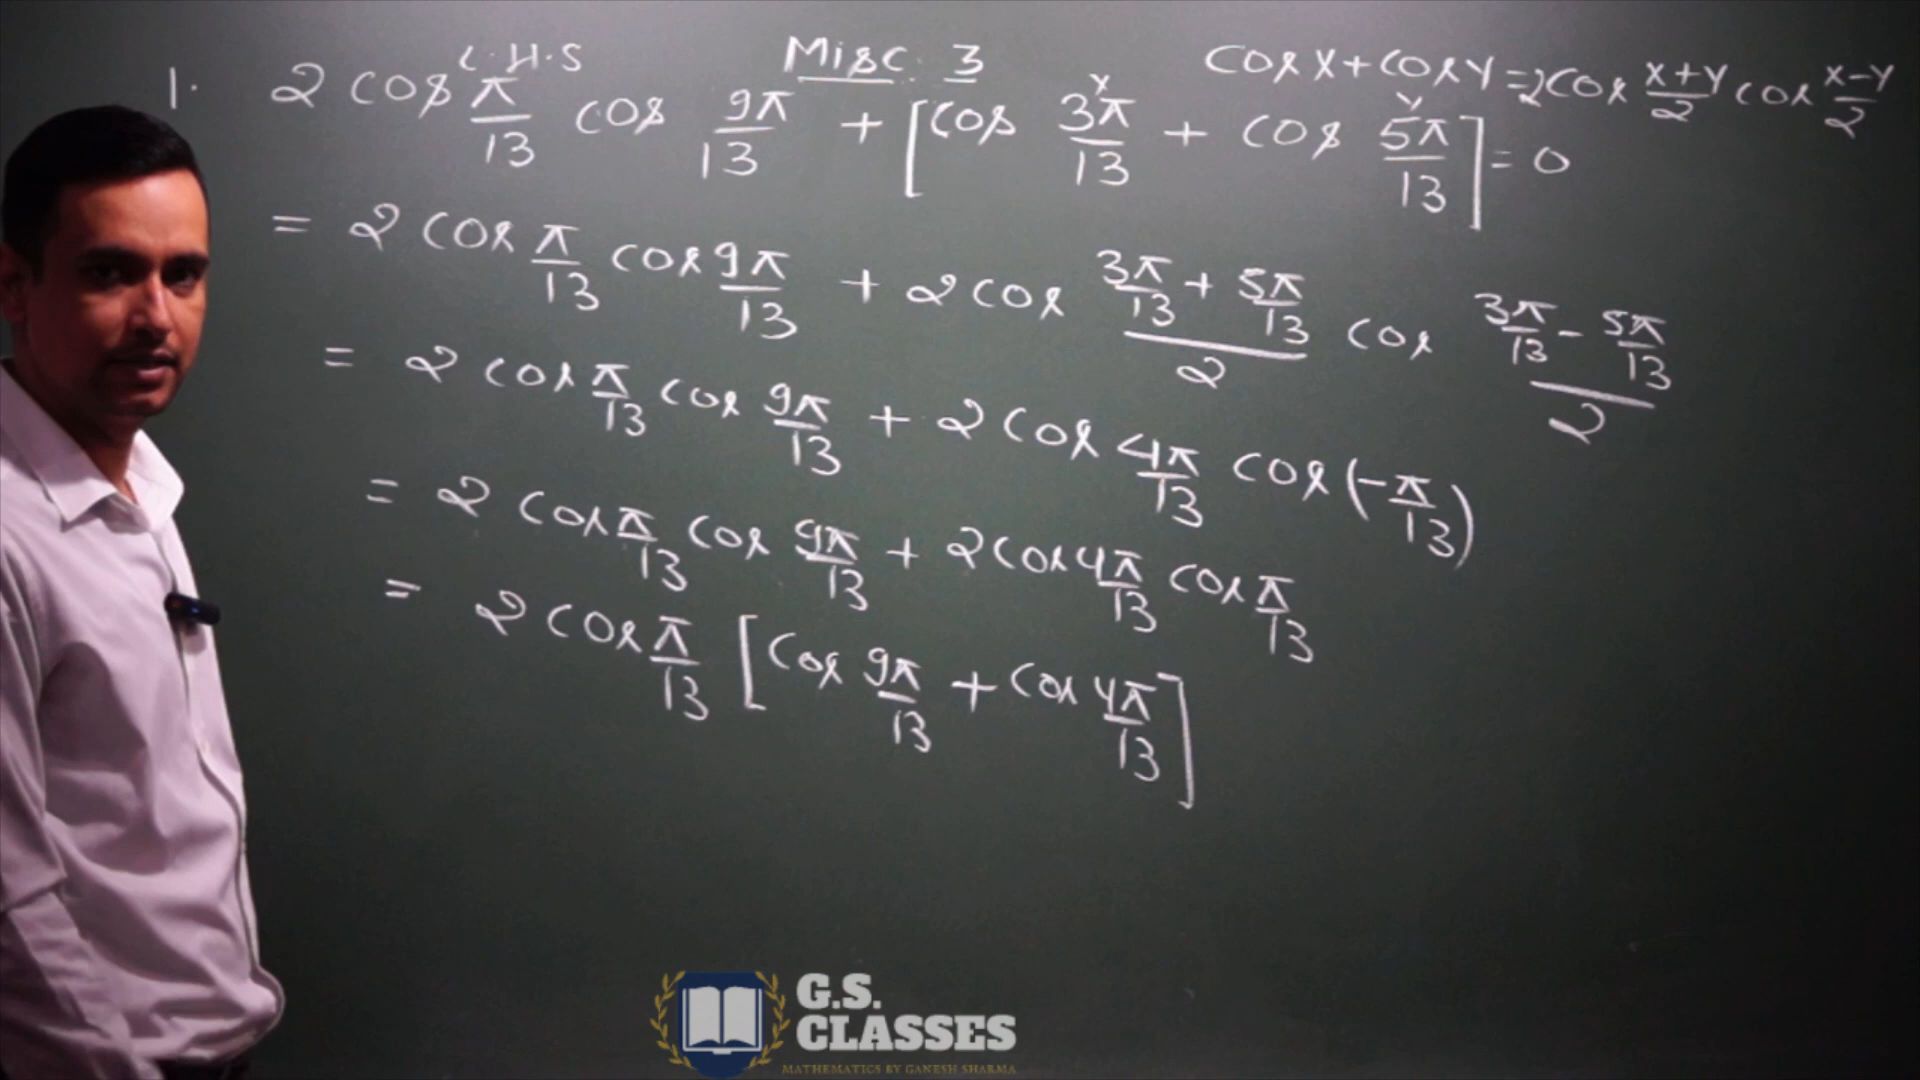 Misc. 3
cos x + cos y = 2 cos (x+y)/2 cos (x-y)/2
L.H.S
1. 2 cos π/13 cos 9π/13 + [cos 3π/13 + cos 5π/13] = 0
x y
= 2 cos π/13 cos 9π/13 + 2 cos (3π/13 + 5π/13)/2 cos (3π/13 - 5π/13)/2
= 2 cos π/13 cos 9π/13 + 2 cos 4π/13 cos (-π/13)
= 2 cos π/13 cos 9π/13 + 2 cos 4π/13 cos π/13
= 2 cos π/13 [cos 9π/13 + cos 4π/13]
G.S.
CLASSES
MATHEMATICS BY GANESH SHARMA